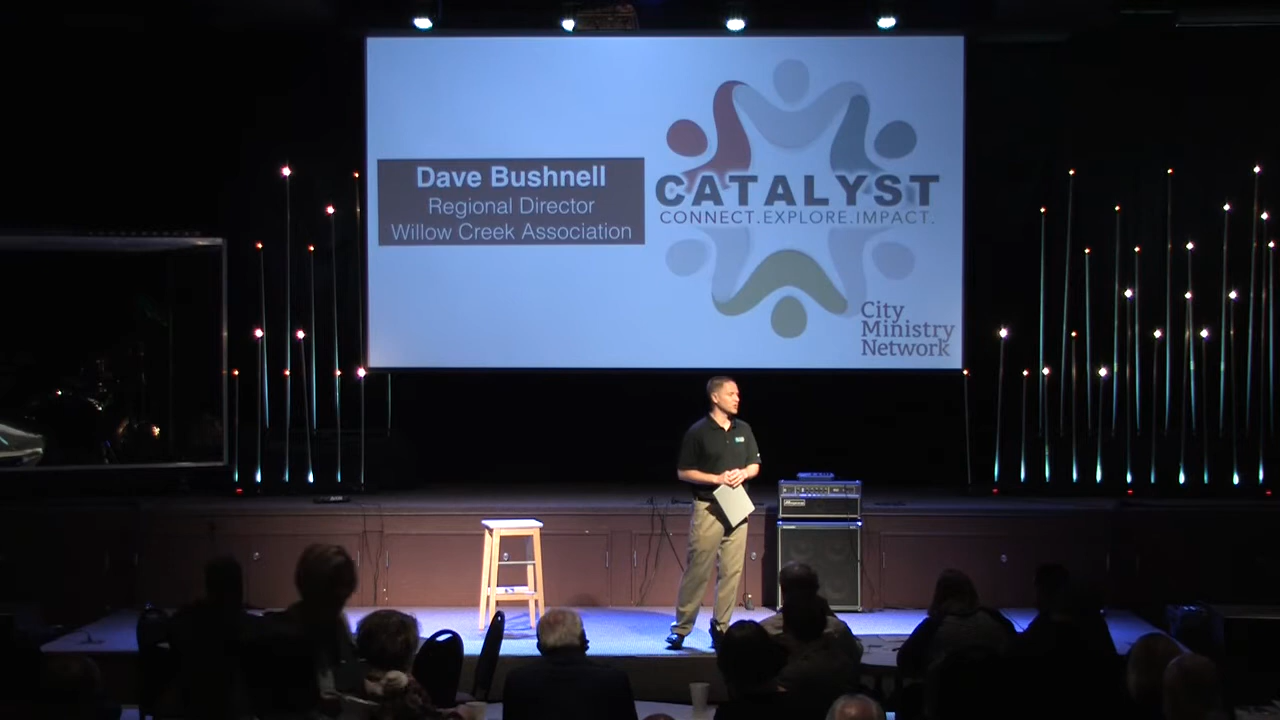 Dave Bushnell
Regional Director
Willow Creek Association
CATALYST
CONNECT.EXPLORE.IMPACT.
City
Ministry
Network